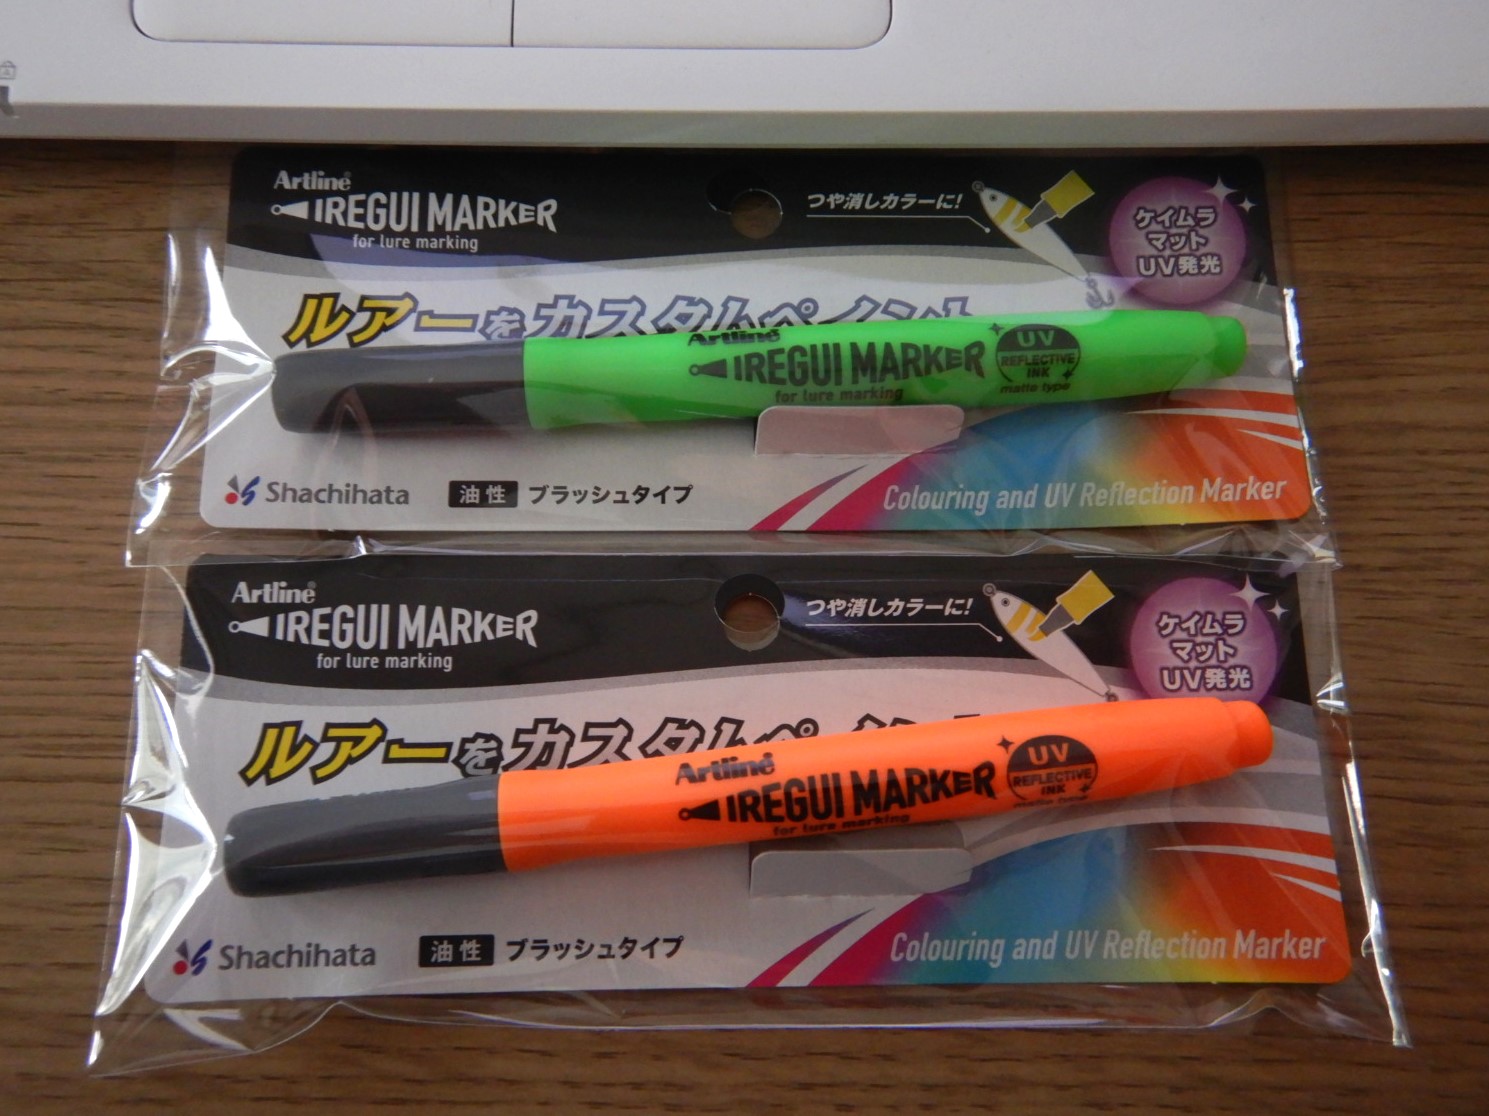 Artline
IREGUI MARKER
for lure marking
つや消しカラーに!
ケイムラ
マット
UV発光
ルアーをカスタムペイント
Artline
IREGUI MARKER
for lure marking
UV
REFLECTIVE
INK
matte type
Shachihata
油性 ブラッシュタイプ
Colouring and UV Reflection Marker
Artline
IREGUI MARKER
for lure marking
つや消しカラーに!
ケイムラ
マット
UV発光
ルアーをカスタムペイン
Artline
IREGUI MARKER
for lure marking
UV
REFLECTIVE
INK
matte type
Shachihata
油性 ブラッシュタイプ
Colouring and UV Reflection Marker